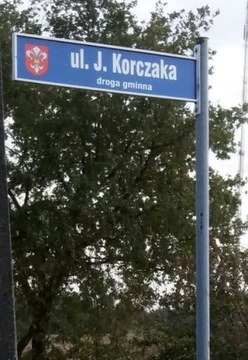 ul. J. Korczaka
droga gminna